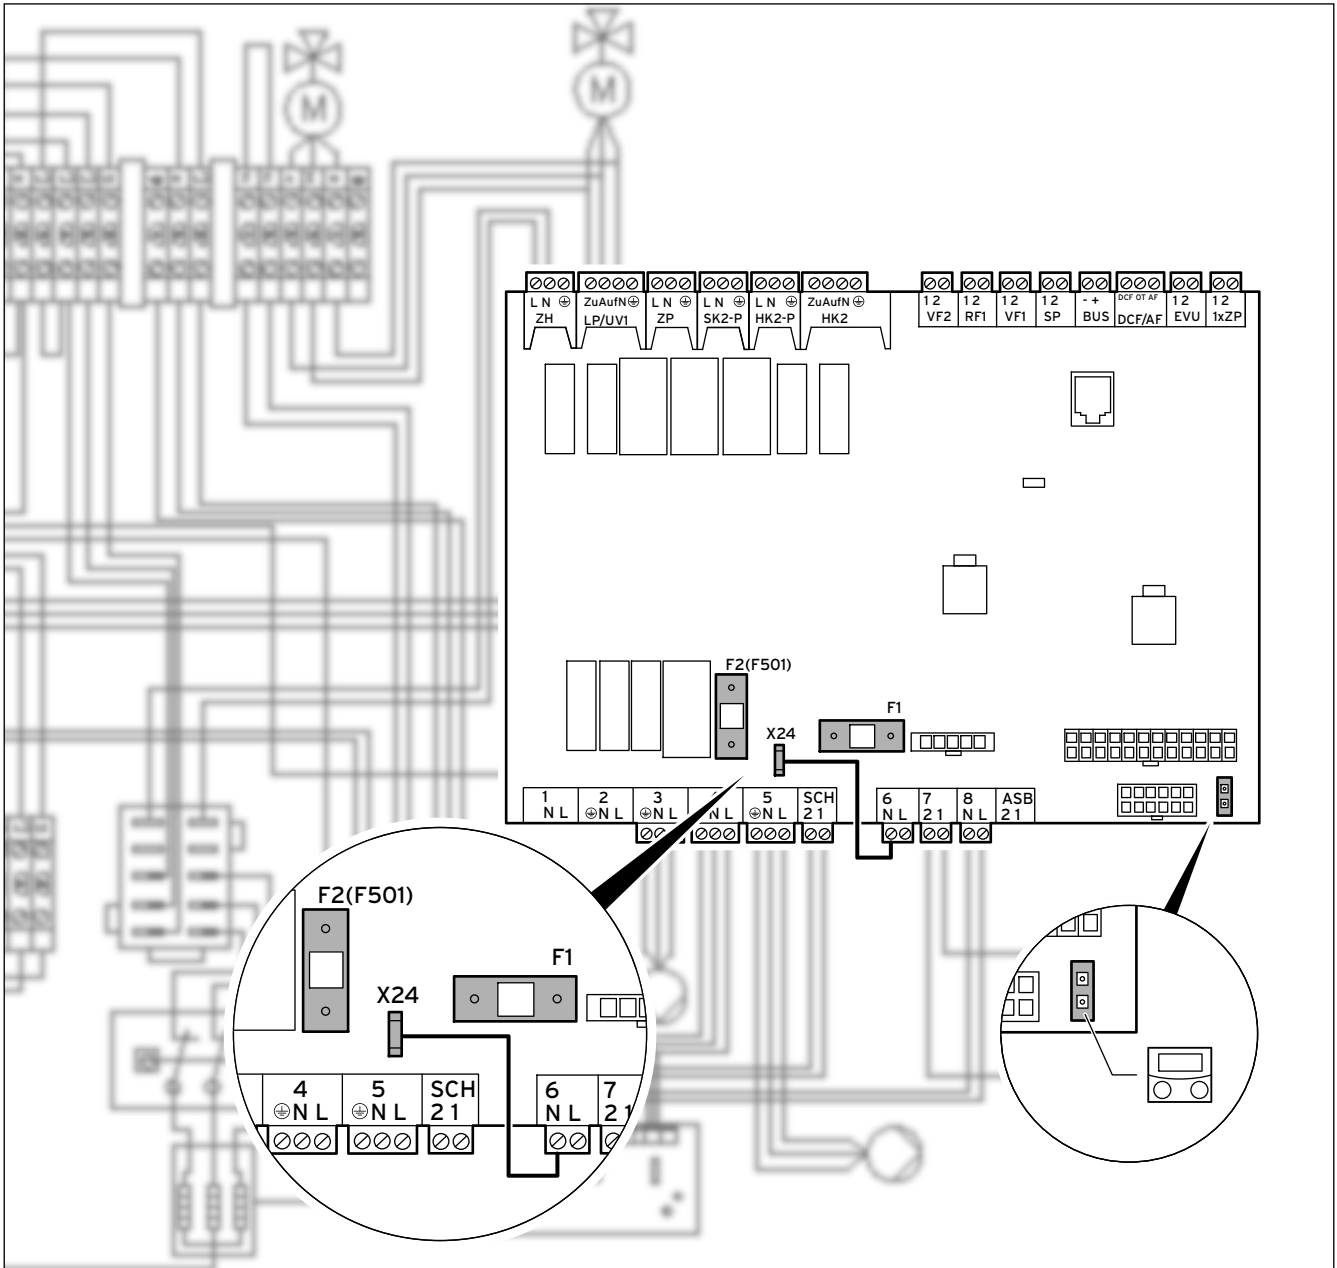 M
M
L N ⏚
ZH
ZuAufN⏚
LP/UV1
L N ⏚
ZP
L N ⏚
SK2-P
L N ⏚
HK2-P
ZuAufN⏚
HK2
1 2
VF2
1 2
RF1
1 2
VF1
1 2
SP
- +
BUS
DCF OT AF
DCF/AF
1 2
EVU
1 2
1xZP
F2(F501)
F1
X24
1
N L
2
⏚N L
3
⏚N L
N L
5
⏚N L
SCH
2 1
6
N L
7
2 1
8
N L
ASB
2 1
F2(F501)
F1
X24
4
⏚N L
5
⏚N L
SCH
2 1
6
N L
7
2 1